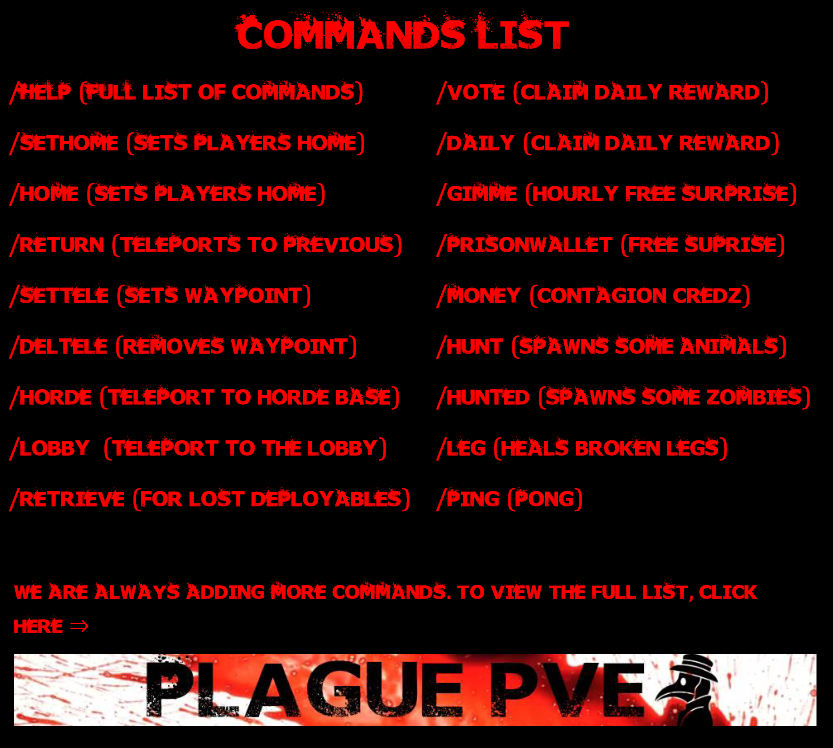 COMMANDS LIST
/HELP (FULL LIST OF COMMANDS)
/SETHOME (SETS PLAYERS HOME)
/HOME (SETS PLAYERS HOME)
/RETURN (TELEPORTS TO PREVIOUS)
/SETTELE (SETS WAYPOINT)
/DELTELE (REMOVES WAYPOINT)
/HORDE (TELEPORT TO HORDE BASE)
/LOBBY (TELEPORT TO THE LOBBY)
/RETRIEVE (FOR LOST DEPLOYABLES)
/VOTE (CLAIM DAILY REWARD)
/DAILY (CLAIM DAILY REWARD)
/GIMME (HOURLY FREE SURPRISE)
/PRISONWALLET (FREE SUPRISE)
/MONEY (CONTAGION CREDZ)
/HUNT (SPAWNS SOME ANIMALS)
/HUNTED (SPAWNS SOME ZOMBIES)
/LEG (HEALS BROKEN LEGS)
/PING (PONG)
WE ARE ALWAYS ADDING MORE COMMANDS. TO VIEW THE FULL LIST, CLICK
HERE ⇒
PLAGUE PVE